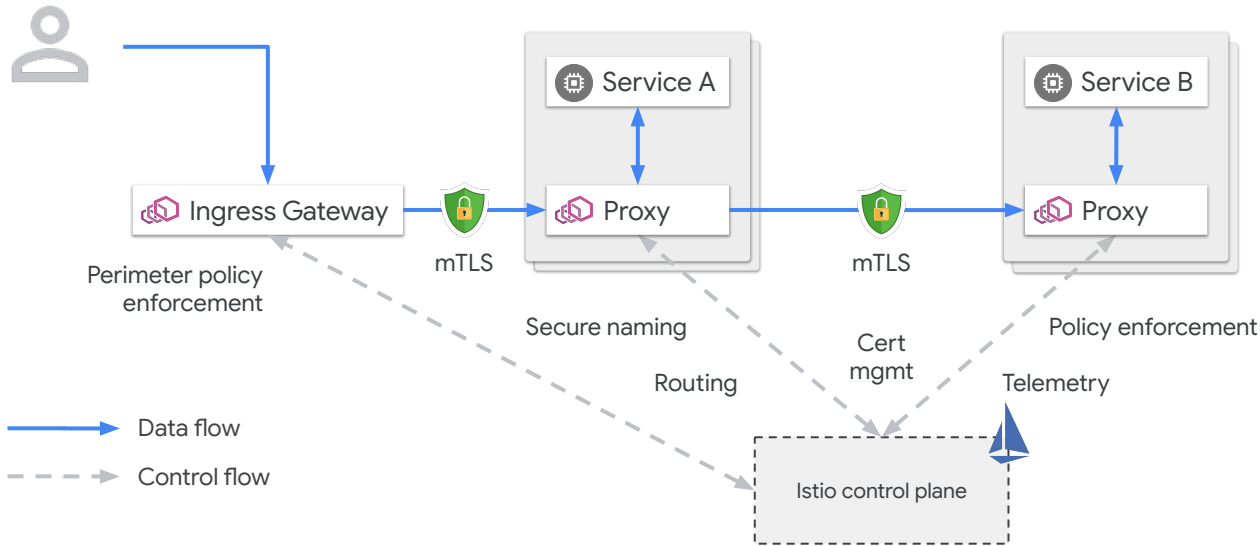 Service A
Service B
Ingress Gateway
Proxy
Proxy
mTLS
mTLS
Perimeter policy
enforcement
Secure naming
Cert
mgmt
Policy enforcement
Routing
Telemetry
Data flow
Control flow
Istio control plane